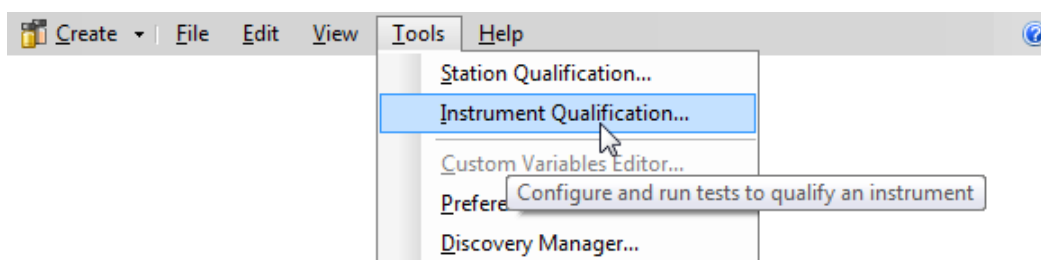 Create File Edit View Tools Help
Station Qualification...
Instrument Qualification...
Custom Variables Editor...
Prefere
Configure and run tests to qualify an instrument
Discovery Manager...